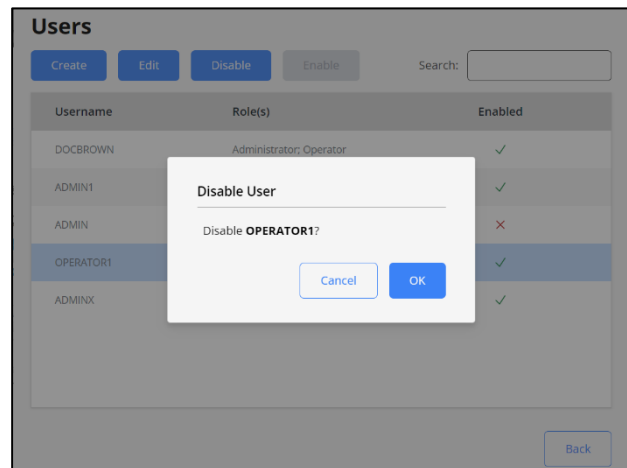 Users
Create Edit Disable Enable Search:
Username Role(s) Enabled
DOCBROWN Administrator; Operator
ADMIN1
ADMIN
OPERATOR1
ADMINX
Disable User
Disable OPERATOR1?
Cancel OK
Back